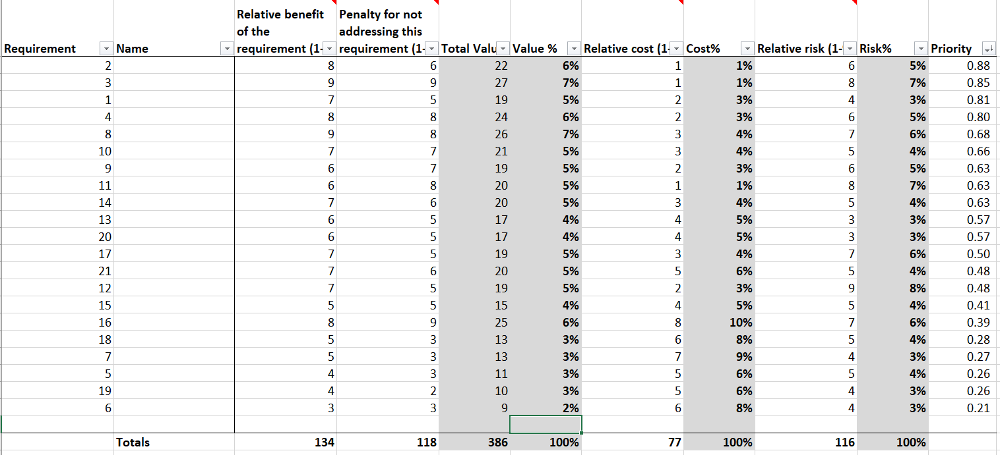 Relative benefit Penalty for not
of the addressing this
Requirement Name requirement (1- requirement (1- Total Valu Value % Relative cost (1- Cost% Relative risk (1- Risk% Priority
2 8 6 22 6% 1 1% 6 5% 0.88
3 9 9 27 7% 1 1% 8 7% 0.85
1 7 5 19 5% 2 3% 4 3% 0.81
4 8 8 24 6% 2 3% 6 5% 0.80
8 9 8 26 7% 3 4% 7 6% 0.68
10 7 7 21 5% 3 4% 5 4% 0.66
9 6 7 19 5% 2 3% 6 5% 0.63
11 6 8 20 5% 1 1% 8 7% 0.63
14 7 6 20 5% 3 4% 5 4% 0.63
13 6 5 17 4% 4 5% 3 3% 0.57
20 6 5 17 4% 4 5% 3 3% 0.57
17 7 5 19 5% 3 4% 7 6% 0.50
21 7 6 20 5% 5 6% 5 4% 0.48
12 7 5 19 5% 2 3% 9 8% 0.48
15 5 5 15 4% 4 5% 5 4% 0.41
16 8 9 25 6% 8 10% 7 6% 0.39
18 5 3 13 3% 6 8% 5 4% 0.28
7 5 3 13 3% 7 9% 4 3% 0.27
5 4 3 11 3% 5 6% 5 4% 0.26
19 4 2 10 3% 5 6% 4 3% 0.26
6 3 3 9 2% 6 8% 4 3% 0.21
Totals 134 118 386 100% 77 100% 116 100%